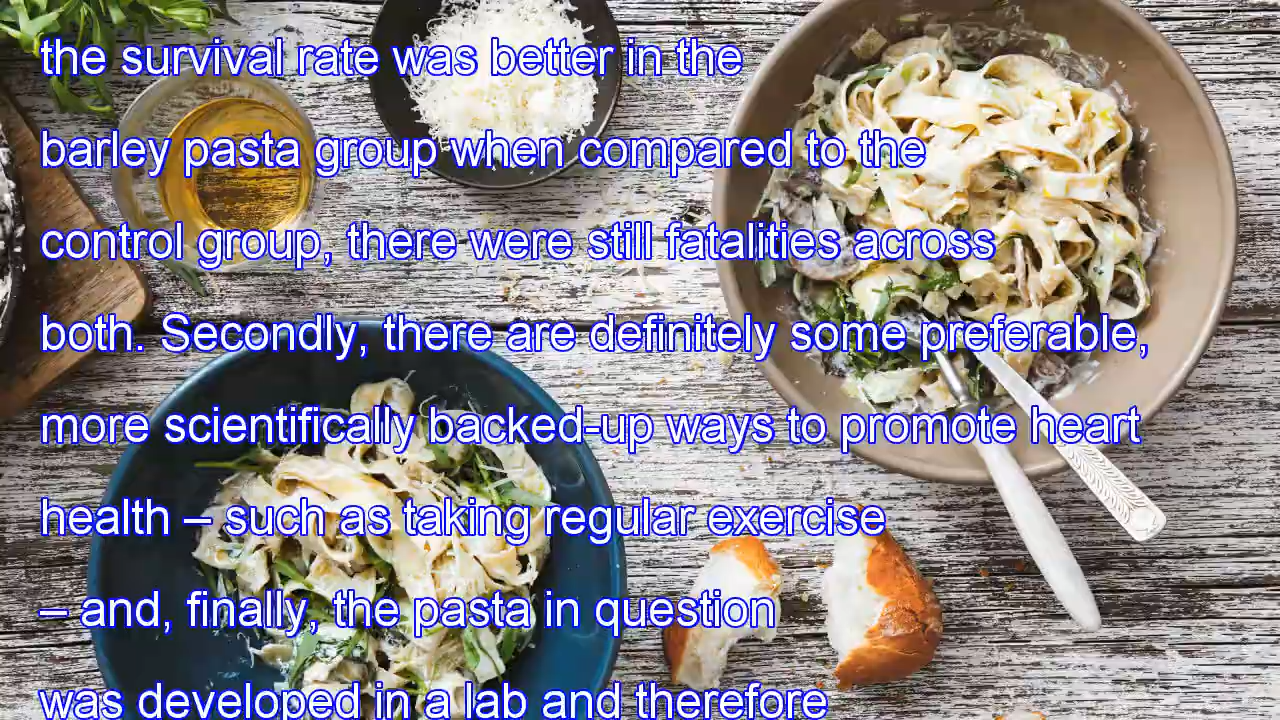 the survival rate was better in the
barley pasta group when compared to the
control group, there were still fatalities across
both. Secondly, there are definitely some preferable,
more scientifically backed-up ways to promote heart
health – such as taking regular exercise
– and, finally, the pasta in question
was developed in a lab and therefore